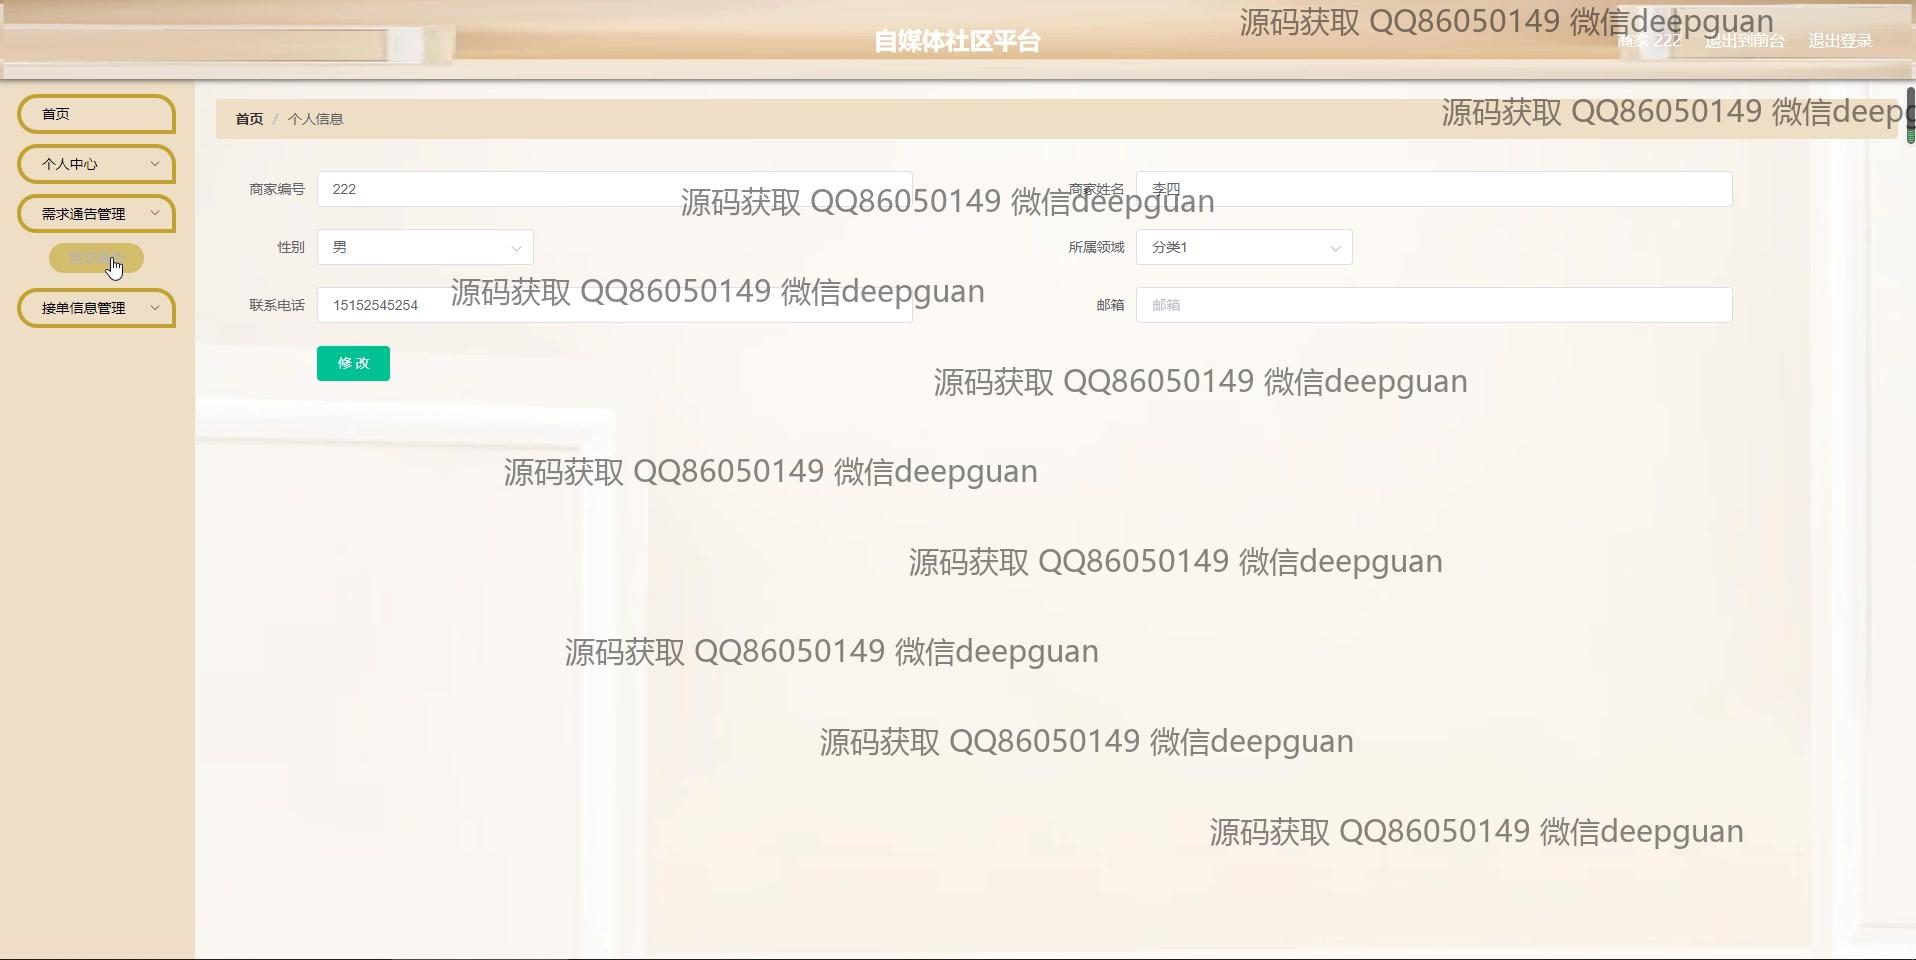 源码获取 QQ86050149 微信deepguan
自媒体社区平台
商家 222 退出到前台 退出登录
首页
首页 / 个人信息
源码获取 QQ86050149 微信deepg
个人中心
商家编号 222
商家姓名 李四
源码获取 QQ86050149 微信deepguan
需求通告管理
性别 男
所属领域 分类1
源码获取 QQ86050149 微信deepguan
接单信息管理
联系电话 15152545254
邮箱 邮箱
修改
源码获取 QQ86050149 微信deepguan
源码获取 QQ86050149 微信deepguan
源码获取 QQ86050149 微信deepguan
源码获取 QQ86050149 微信deepguan
源码获取 QQ86050149 微信deepguan
源码获取 QQ86050149 微信deepguan